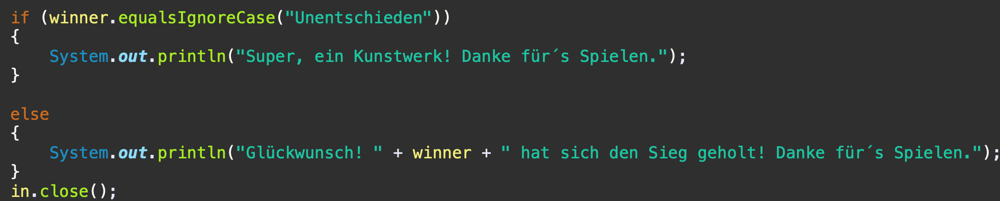 if (winner.equalsIgnoreCase("Unentschieden"))
{
    System.out.println("Super, ein Kunstwerk! Danke für´s Spielen.");
}
else
{
    System.out.println("Glückwunsch! " + winner + " hat sich den Sieg geholt! Danke für´s Spielen.");
}
in.close();